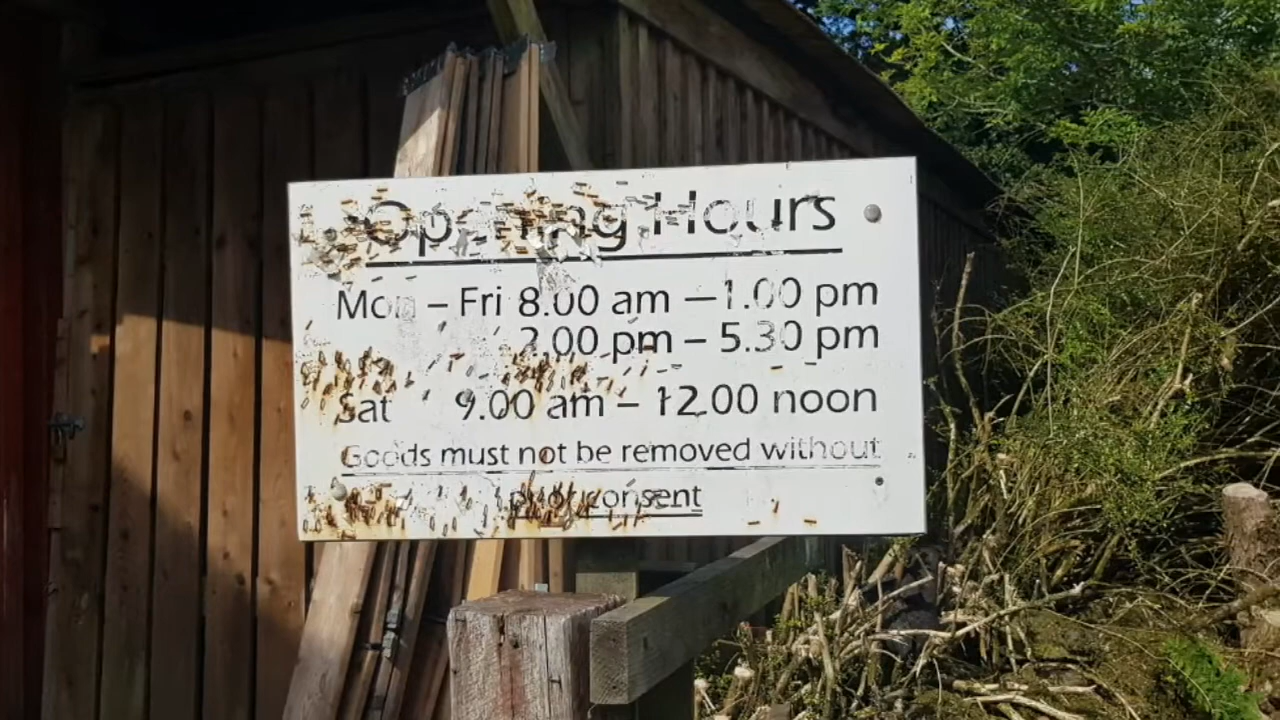 Opening Hours
Mon – Fri 8.00 am – 1.00 pm
2.00 pm – 5.30 pm
Sat 9.00 am – 12.00 noon
Goods must not be removed without
prior consent